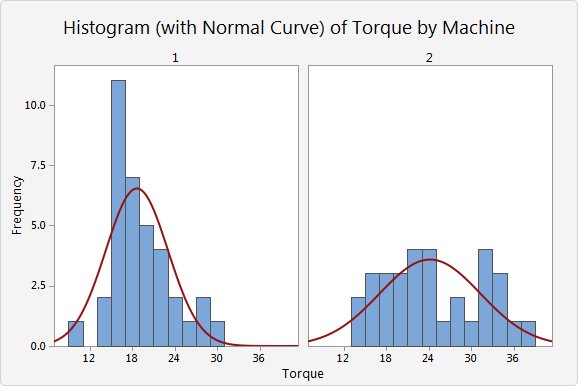 Histogram (with Normal Curve) of Torque by Machine
1 2
10.0
7.5
5.0
2.5
0.0
Frequency
12 18 24 30 36 12 18 24 30 36
Torque